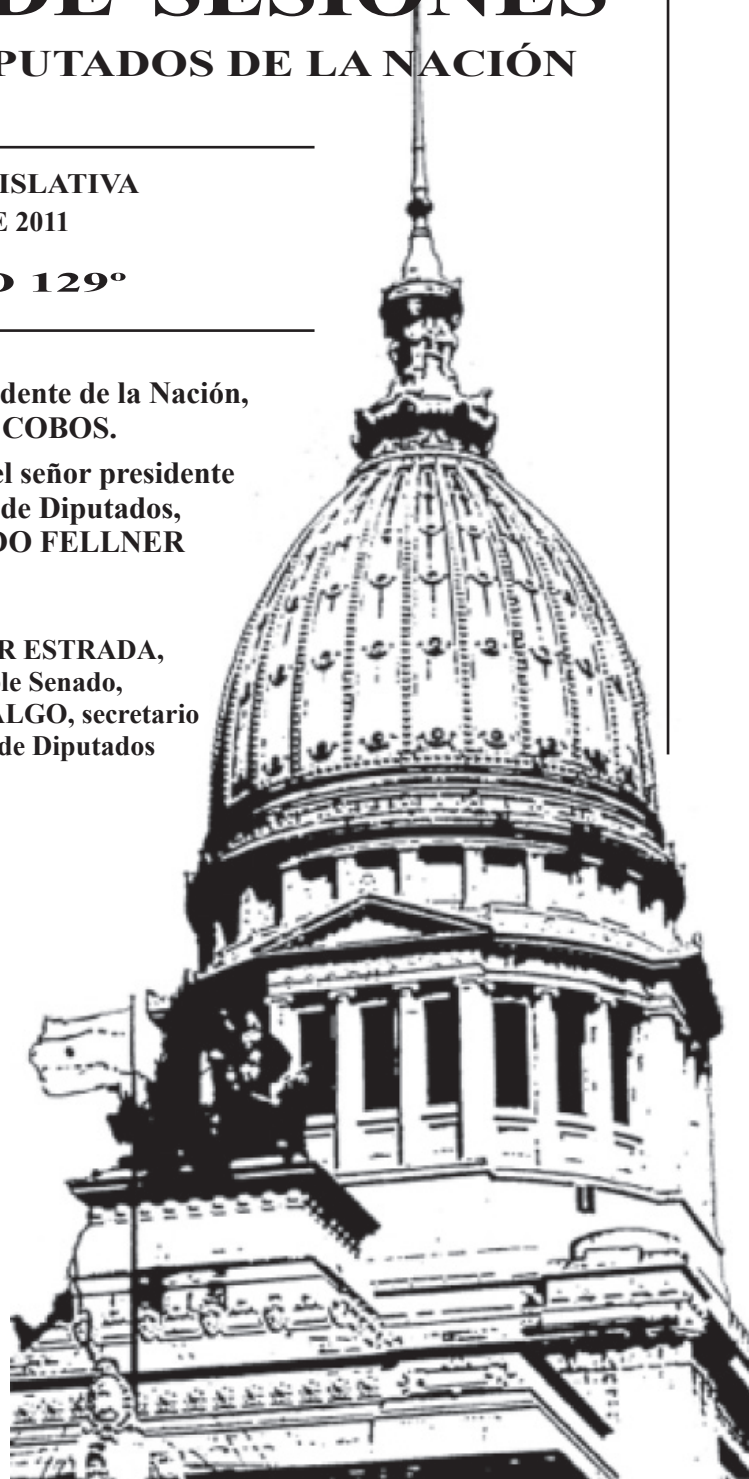 DE SESIONES
PUTADOS DE LA NACIÓN
ISLATIVA
E 2011
O 129º
dente de la Nación,
COBOS.
el señor presidente
de Diputados,
DO FELLNER
R ESTRADA,
le Senado,
ALGO, secretario
de Diputados